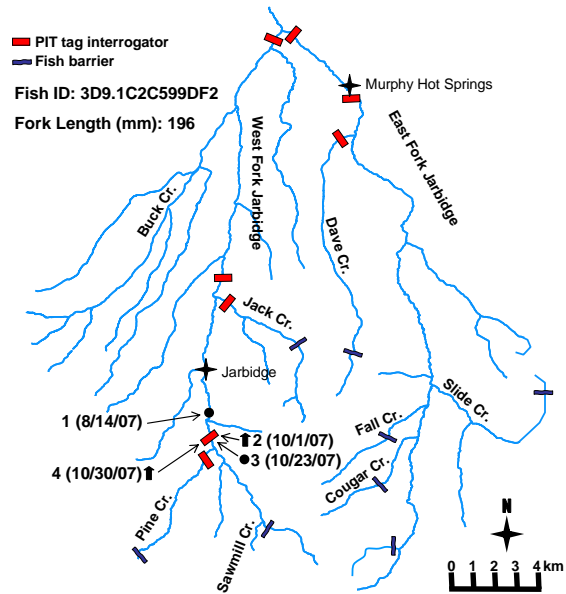 PIT tag interrogator
Fish barrier
Fish ID: 3D9.1C2C599DF2
Fork Length (mm): 196
Murphy Hot Springs
West Fork Jarbidge
East Fork Jarbidge
Buck Cr.
Dave Cr.
Jack Cr.
Jarbidge
Slide Cr.
1 (8/14/07)
2 (10/1/07)
3 (10/23/07)
4 (10/30/07)
Fall Cr.
Cougar Cr.
Pine Cr.
Sawmill Cr.
N
0 1 2 3 4 km